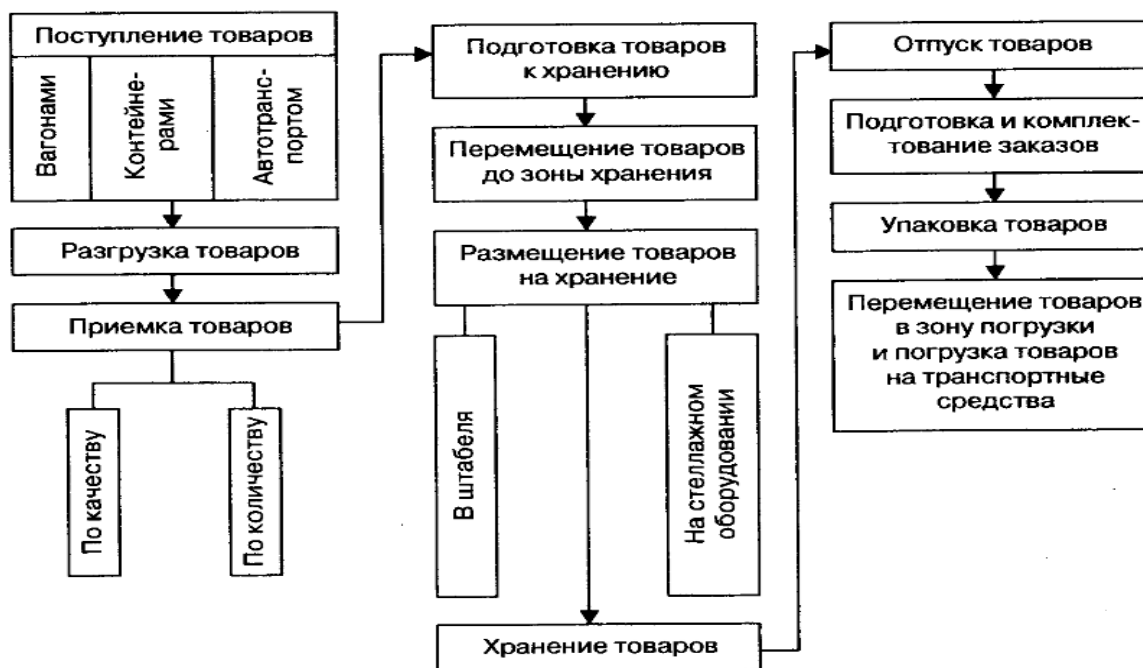 Поступление товаров
Вагонами
Контейне-
рами
Автотранс-
портом
Разгрузка товаров
Приемка товаров
По качеству
По количеству
Подготовка товаров
к хранению
Перемещение товаров
до зоны хранения
Размещение товаров
на хранение
В штабеля
На стеллажном
оборудовании
Хранение товаров
Отпуск товаров
Подготовка и комплек-
тование заказов
Упаковка товаров
Перемещение товаров
в зону погрузки
и погрузка товаров
на транспортные
средства